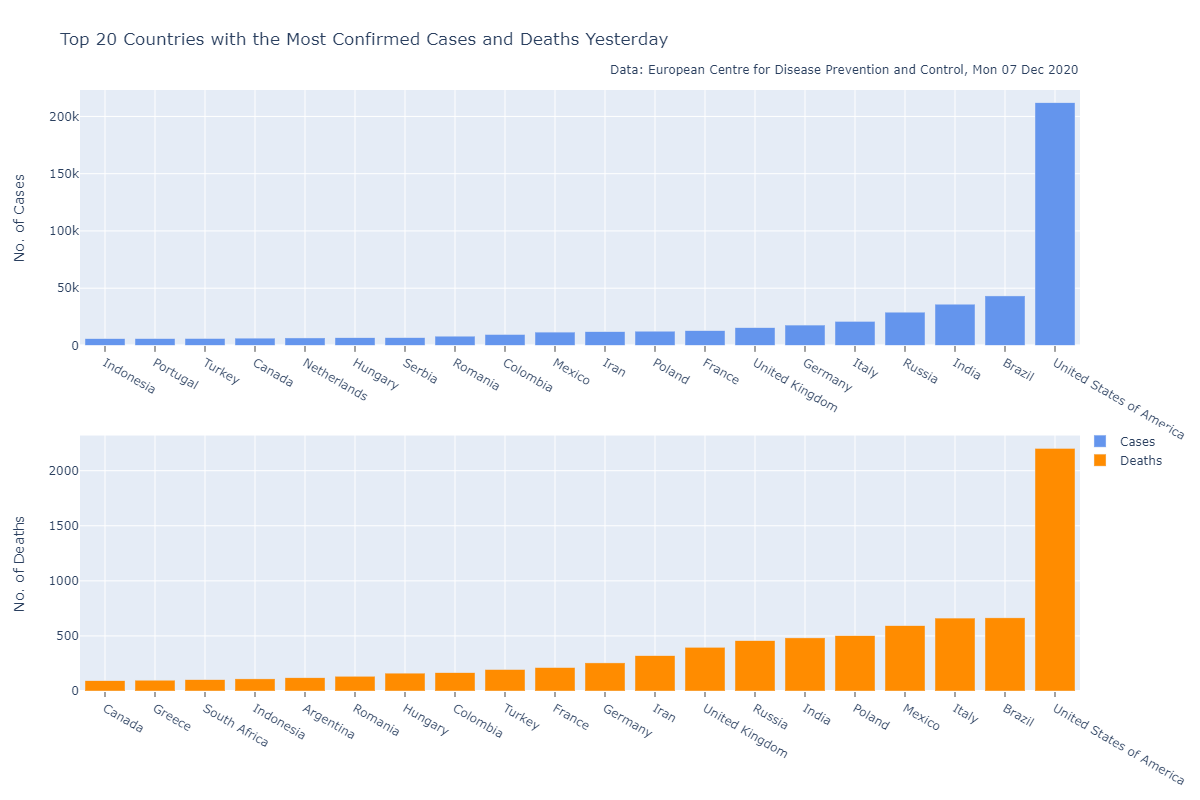 Top 20 Countries with the Most Confirmed Cases and Deaths Yesterday
Data: European Centre for Disease Prevention and Control, Mon 07 Dec 2020
No. of Cases
200k
150k
100k
50k
0
Indonesia
Portugal
Turkey
Canada
Netherlands
Hungary
Serbia
Romania
Colombia
Mexico
Iran
Poland
France
United Kingdom
Germany
Italy
Russia
India
Brazil
United States of America
Cases
Deaths
No. of Deaths
2000
1500
1000
500
0
Canada
Greece
South Africa
Indonesia
Argentina
Romania
Hungary
Colombia
Turkey
France
Germany
Iran
United Kingdom
Russia
India
Poland
Mexico
Italy
Brazil
United States of America